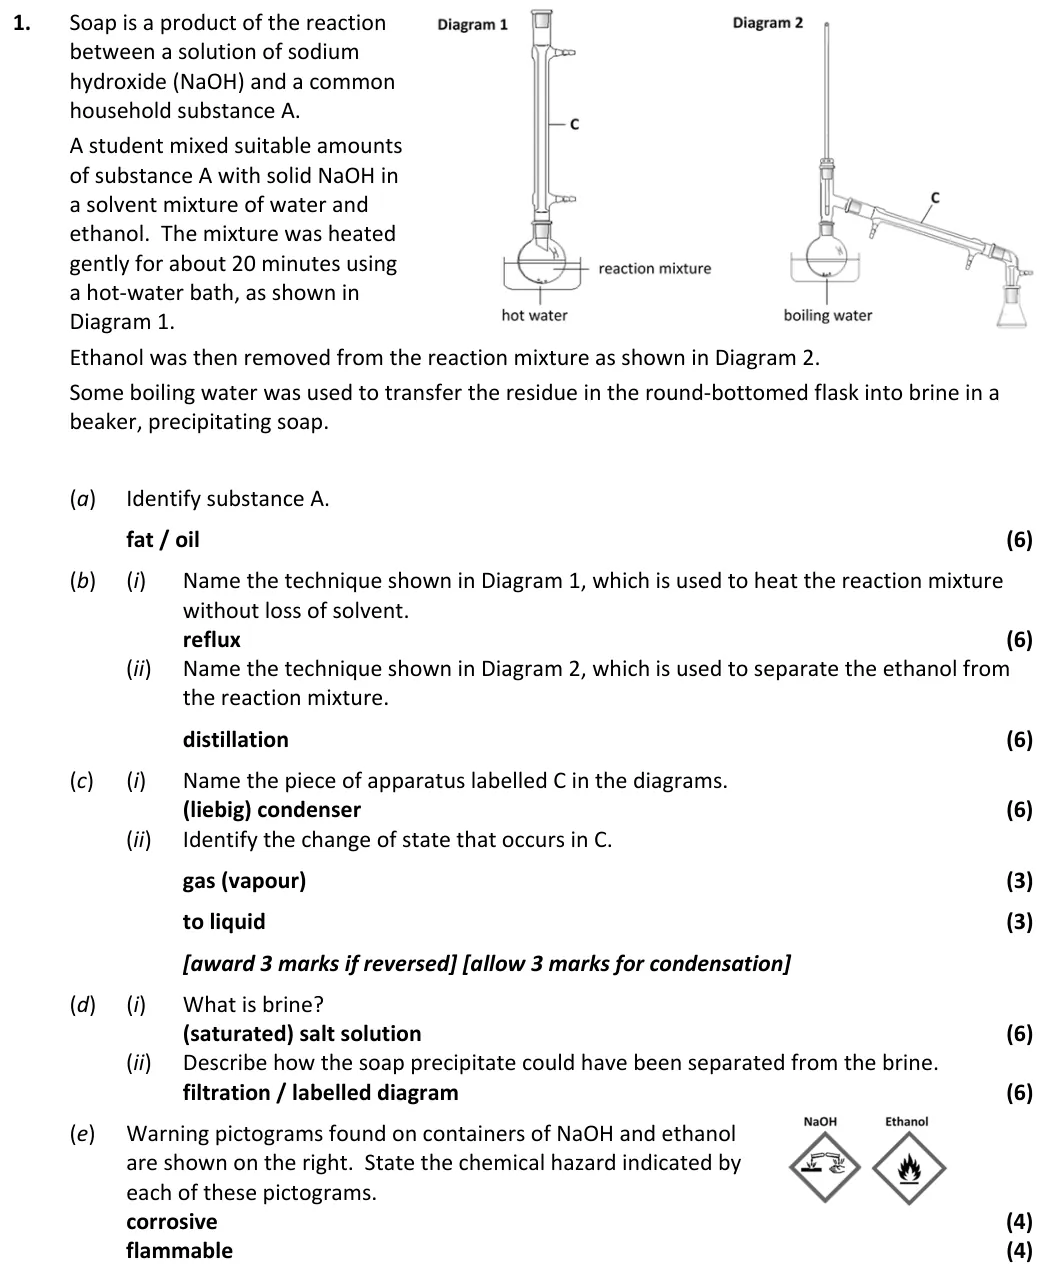 1. Soap is a product of the reaction
between a solution of sodium
hydroxide (NaOH) and a common
household substance A.
A student mixed suitable amounts
of substance A with solid NaOH in
a solvent mixture of water and
ethanol. The mixture was heated
gently for about 20 minutes using
a hot-water bath, as shown in
Diagram 1.
Diagram 1
C
reaction mixture
hot water
Diagram 2
C
boiling water
Ethanol was then removed from the reaction mixture as shown in Diagram 2.
Some boiling water was used to transfer the residue in the round-bottomed flask into brine in a
beaker, precipitating soap.
(a) Identify substance A.
fat / oil (6)
(b) (i) Name the technique shown in Diagram 1, which is used to heat the reaction mixture
without loss of solvent.
reflux (6)
(ii) Name the technique shown in Diagram 2, which is used to separate the ethanol from
the reaction mixture.
distillation (6)
(c) (i) Name the piece of apparatus labelled C in the diagrams.
(liebig) condenser (6)
(ii) Identify the change of state that occurs in C.
gas (vapour) (3)
to liquid (3)
[award 3 marks if reversed] [allow 3 marks for condensation]
(d) (i) What is brine?
(saturated) salt solution (6)
(ii) Describe how the soap precipitate could have been separated from the brine.
filtration / labelled diagram (6)
(e) Warning pictograms found on containers of NaOH and ethanol
are shown on the right. State the chemical hazard indicated by
each of these pictograms.
NaOH Ethanol
corrosive (4)
flammable (4)